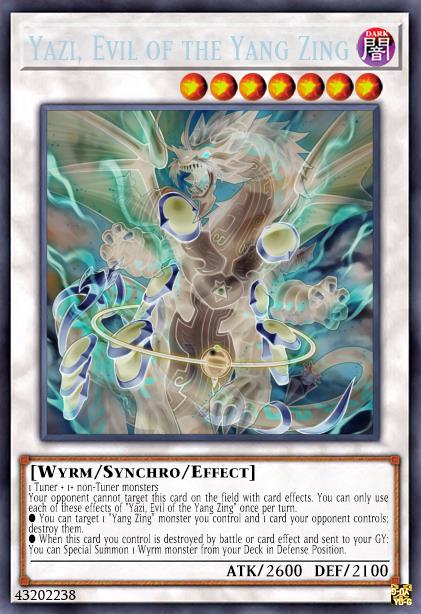 Yazi, Evil of the Yang Zing
DARK
闇
[Wyrm/Synchro/Effect]
1 Tuner + 1+ non-Tuner monsters
Your opponent cannot target this card on the field with card effects. You can only use
each of these effects of "Yazi, Evil of the Yang Zing" once per turn.
● You can target 1 "Yang Zing" monster you control and 1 card your opponent controls;
destroy them.
● When this card you control is destroyed by battle or card effect and sent to your GY:
You can Special Summon 1 Wyrm monster from your Deck in Defense Position.
ATK/2600 DEF/2100
43202238